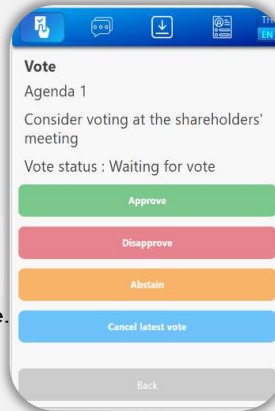 TH
EN
Vote
Agenda 1
Consider voting at the shareholders'
meeting
Vote status : Waiting for vote
Approve
Disapprove
Abstain
e.
Cancel latest vote
Back